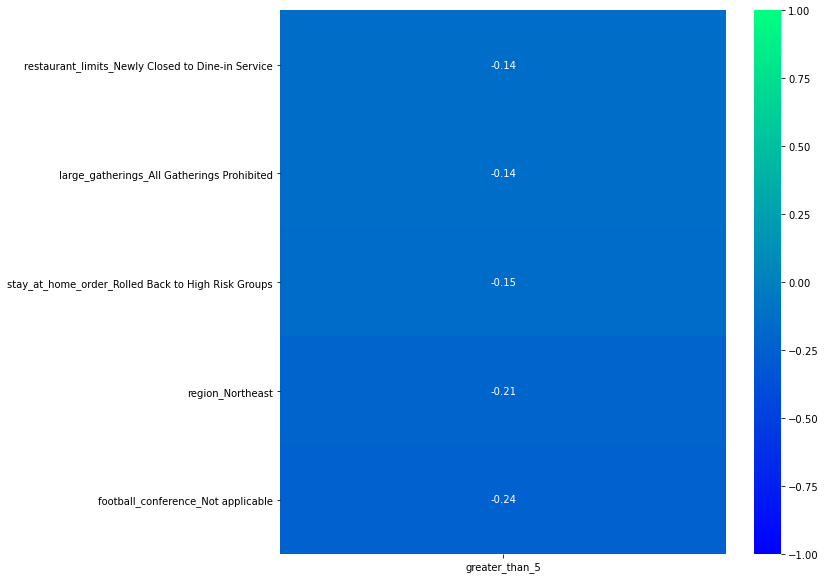 restaurant_limits_Newly Closed to Dine-in Service
-0.14
large_gatherings_All Gatherings Prohibited
-0.14
stay_at_home_order_Rolled Back to High Risk Groups
-0.15
region_Northeast
-0.21
football_conference_Not applicable
-0.24
greater_than_5
1.00
0.75
0.50
0.25
0.00
−0.25
−0.50
−0.75
−1.00